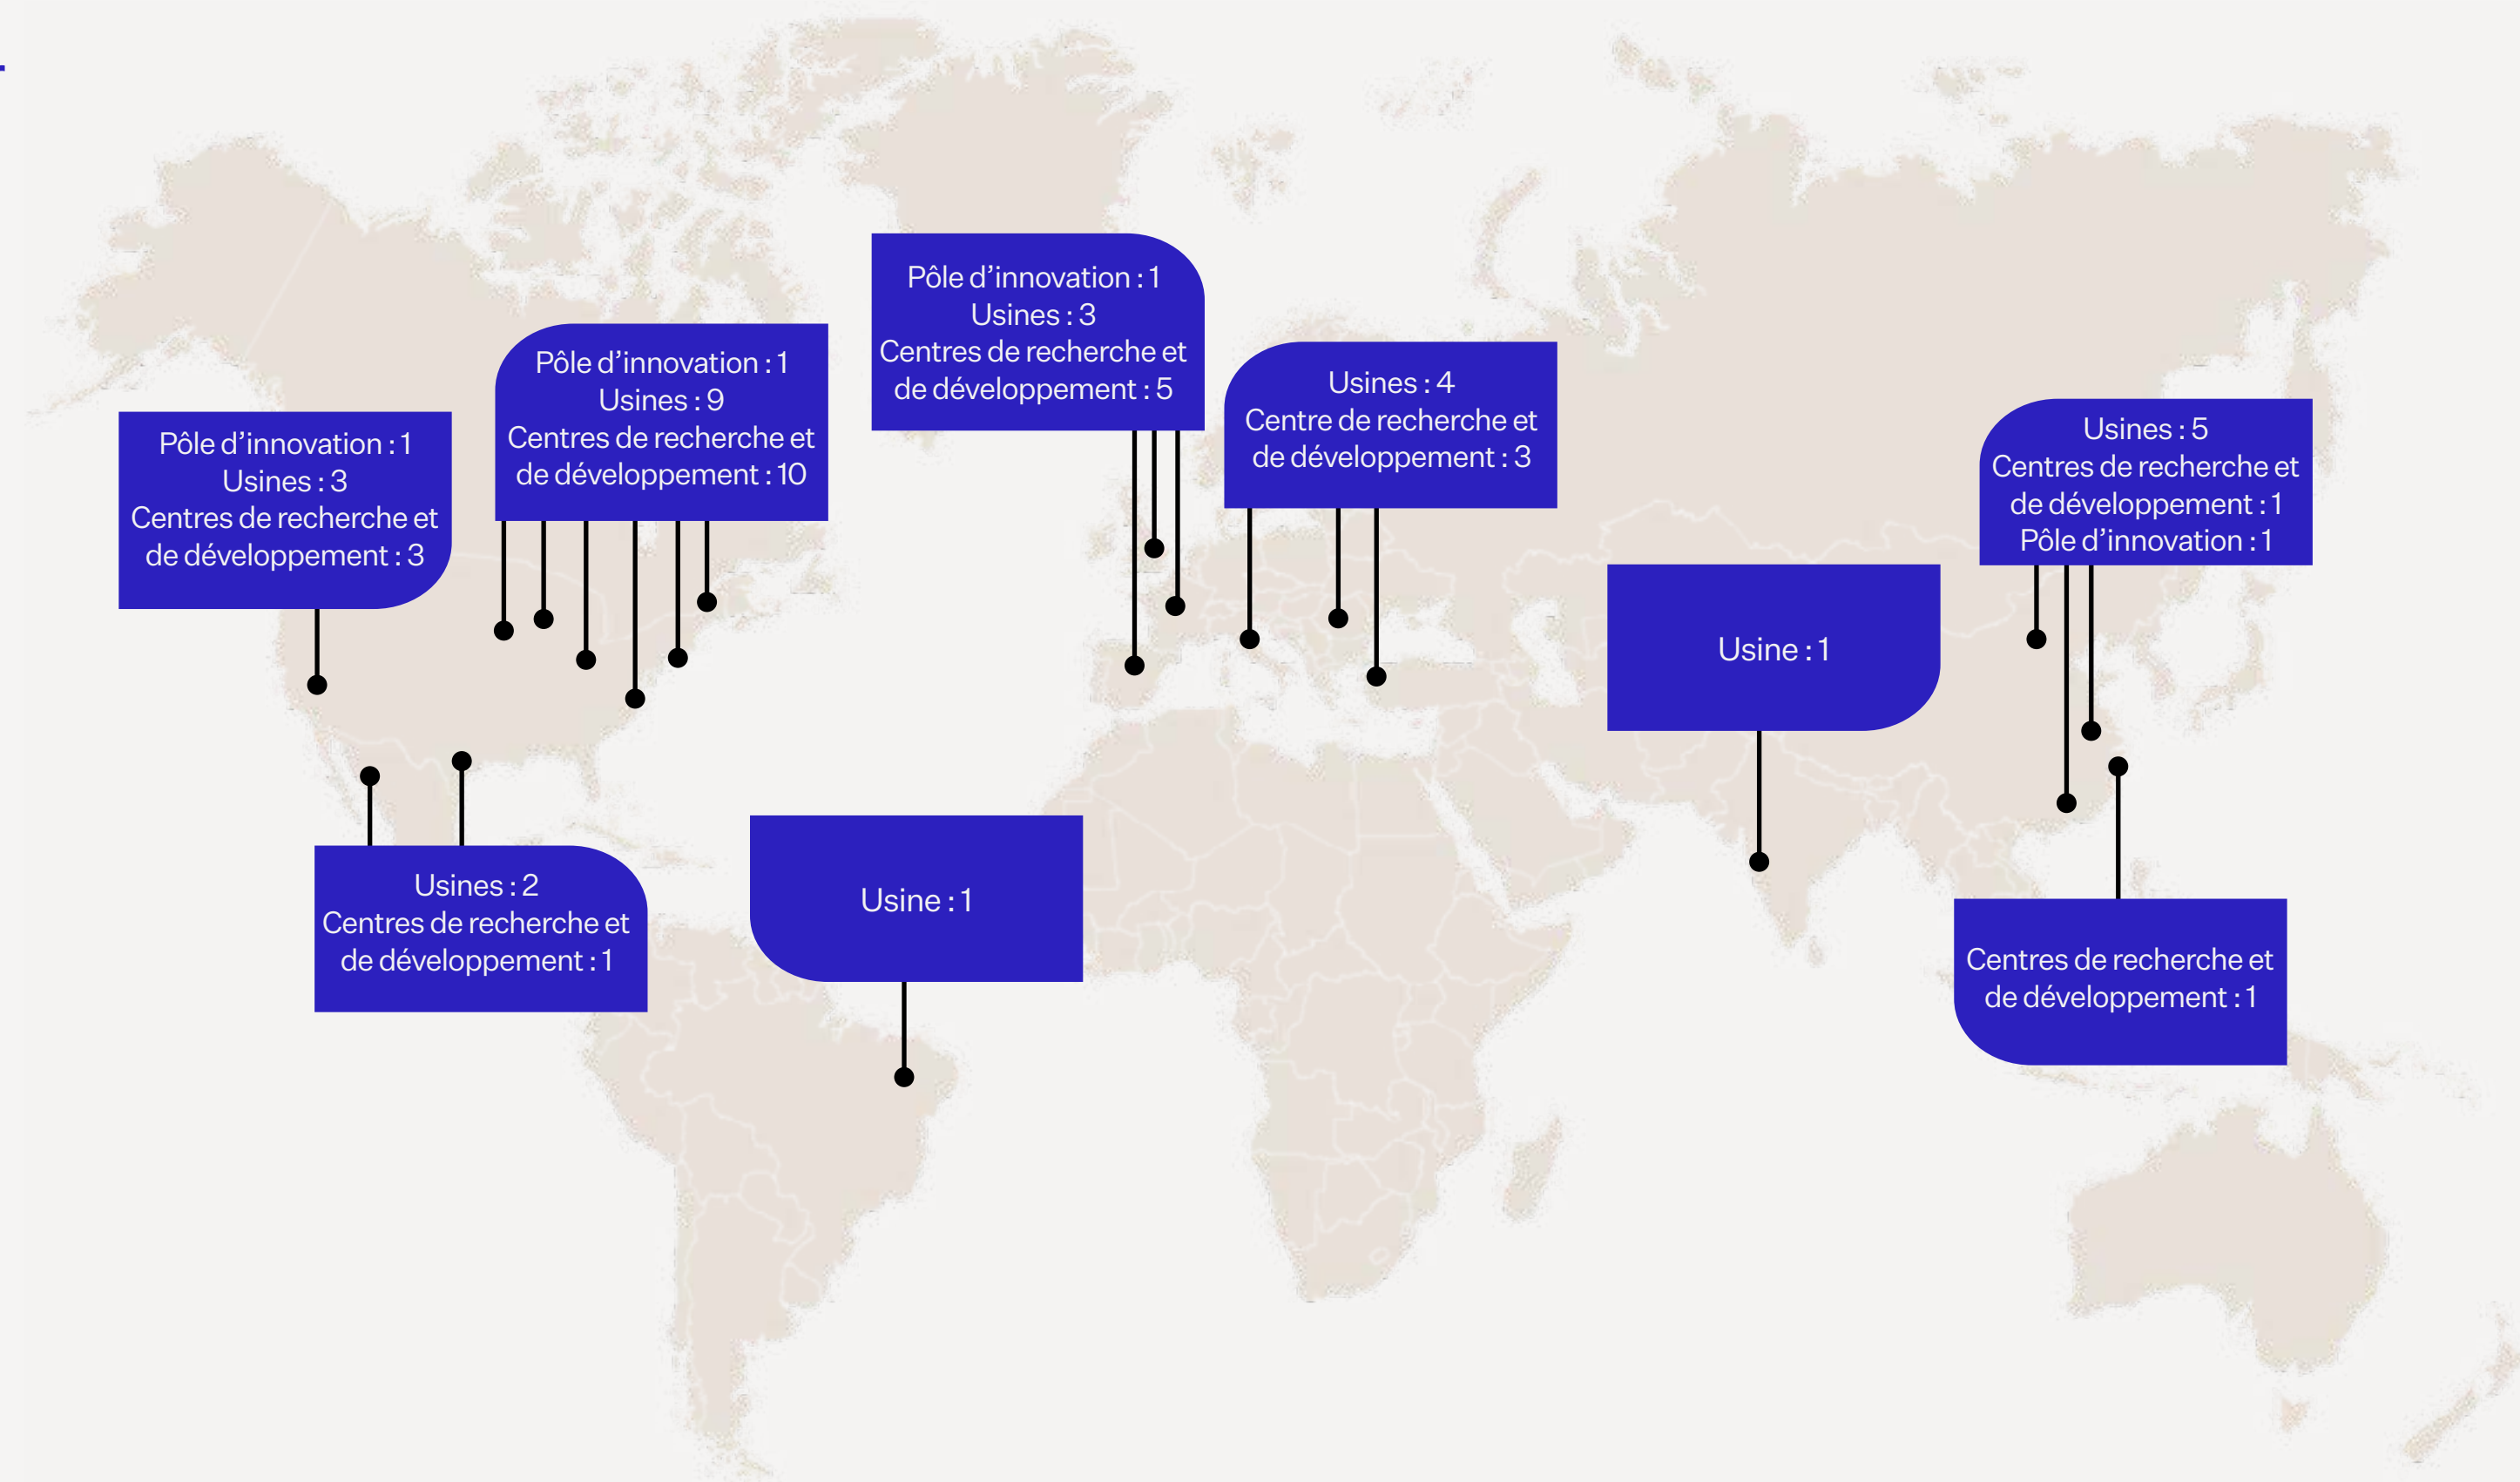 Pôle d’innovation : 1
Usines : 3
Centres de recherche et
de développement : 5
Pôle d’innovation : 1
Usines : 9
Centres de recherche et
de développement : 10
Usines : 4
Centre de recherche et
de développement : 3
Usines : 5
Centres de recherche et
de développement : 1
Pôle d’innovation : 1
Pôle d’innovation : 1
Usines : 3
Centres de recherche et
de développement : 3
Usine : 1
Usines : 2
Centres de recherche et
de développement : 1
Usine : 1
Centres de recherche et
de développement : 1